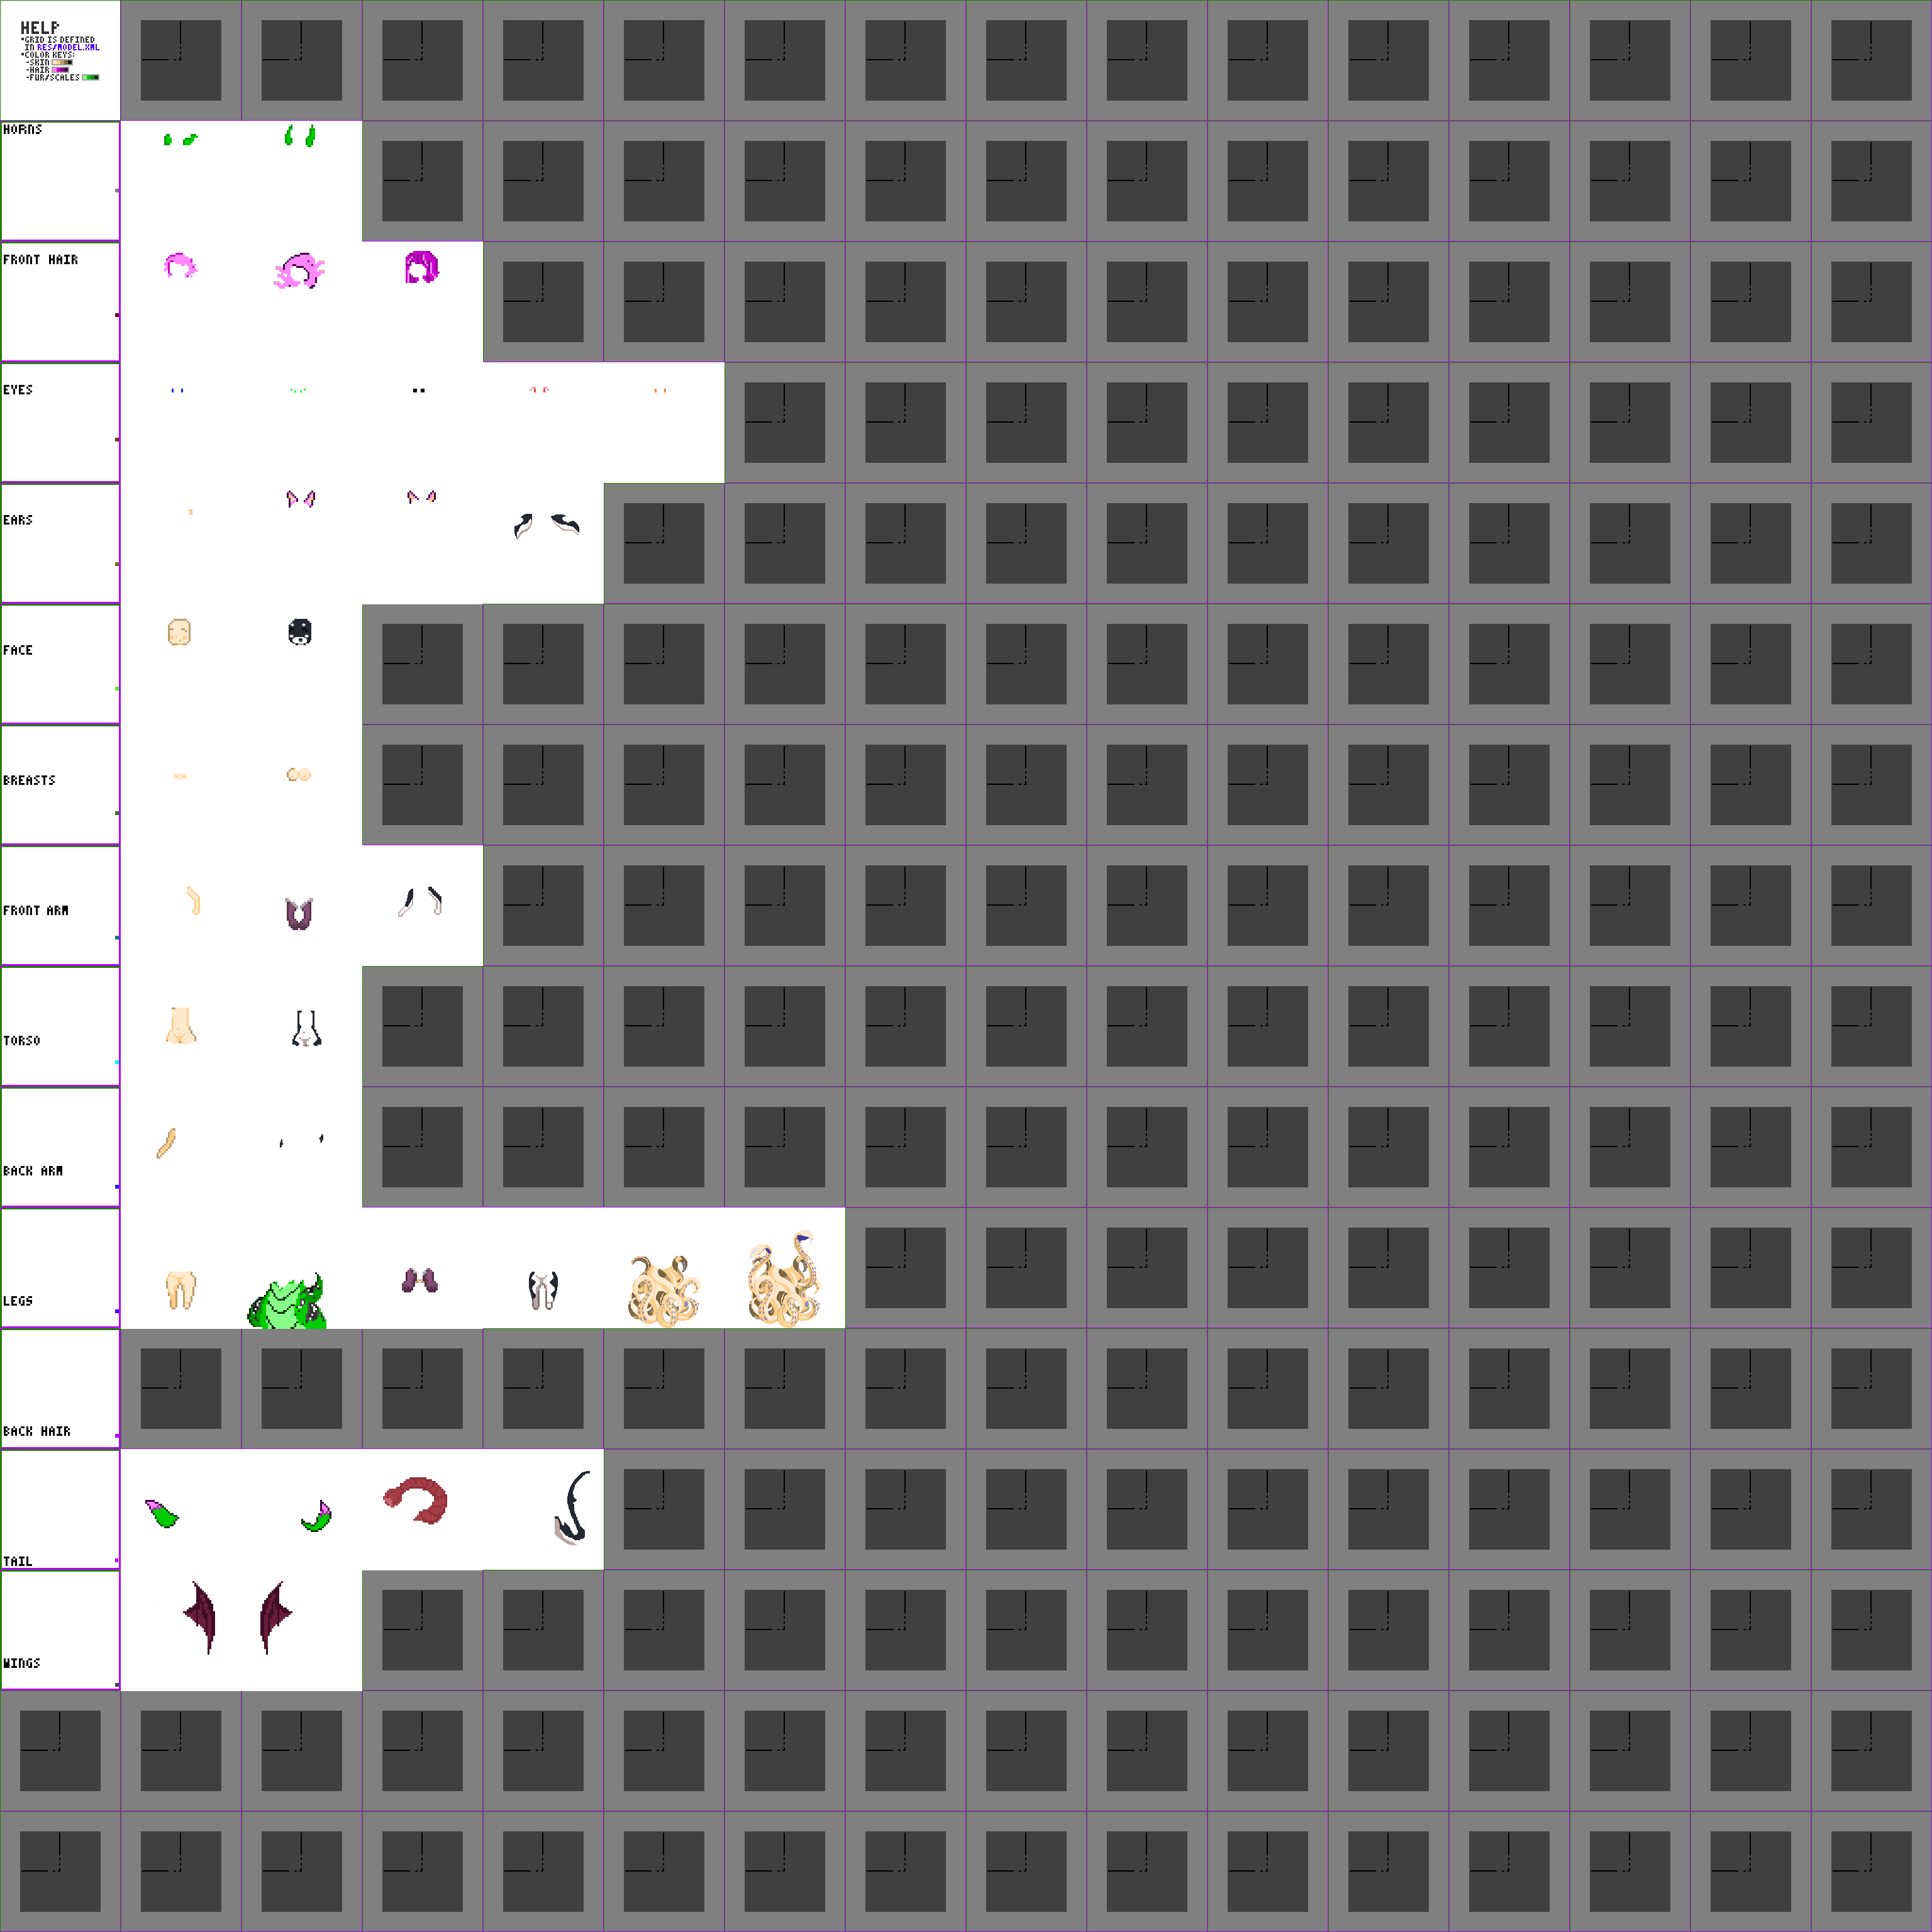 HELP
•GRID IS DEFINED
IN RES/MODEL.XML
•COLOR KEYS:
-SKIN
-HAIR
-FUR/SCALES
HORNS
FRONT HAIR
EYES
EARS
FACE
BREASTS
FRONT ARM
TORSO
BACK ARM
LEGS
BACK HAIR
TAIL
WINGS